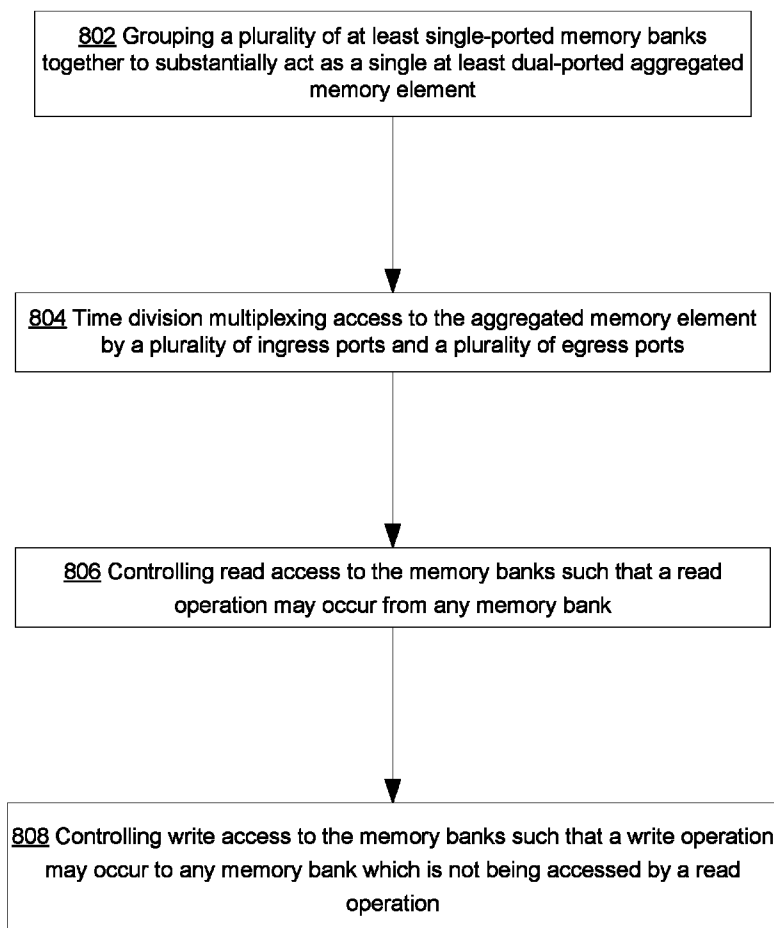 802 Grouping a plurality of at least single-ported memory banks
together to substantially act as a single at least dual-ported aggregated
memory element
804 Time division multiplexing access to the aggregated memory element
by a plurality of ingress ports and a plurality of egress ports
806 Controlling read access to the memory banks such that a read
operation may occur from any memory bank
808 Controlling write access to the memory banks such that a write operation
may occur to any memory bank which is not being accessed by a read
operation